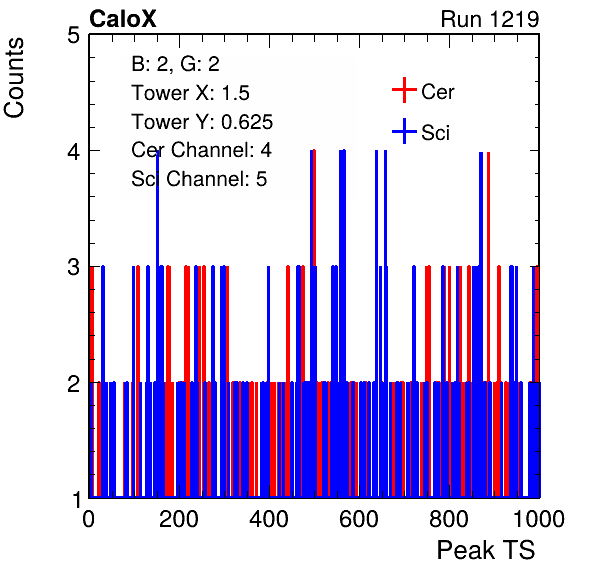 CaloX Run 1219
Counts
5
B: 2, G: 2
Tower X: 1.5
Tower Y: 0.625
Cer Channel: 4
Sci Channel: 5
Cer
Sci
4
3
2
1
0 200 400 600 800 1000
Peak TS